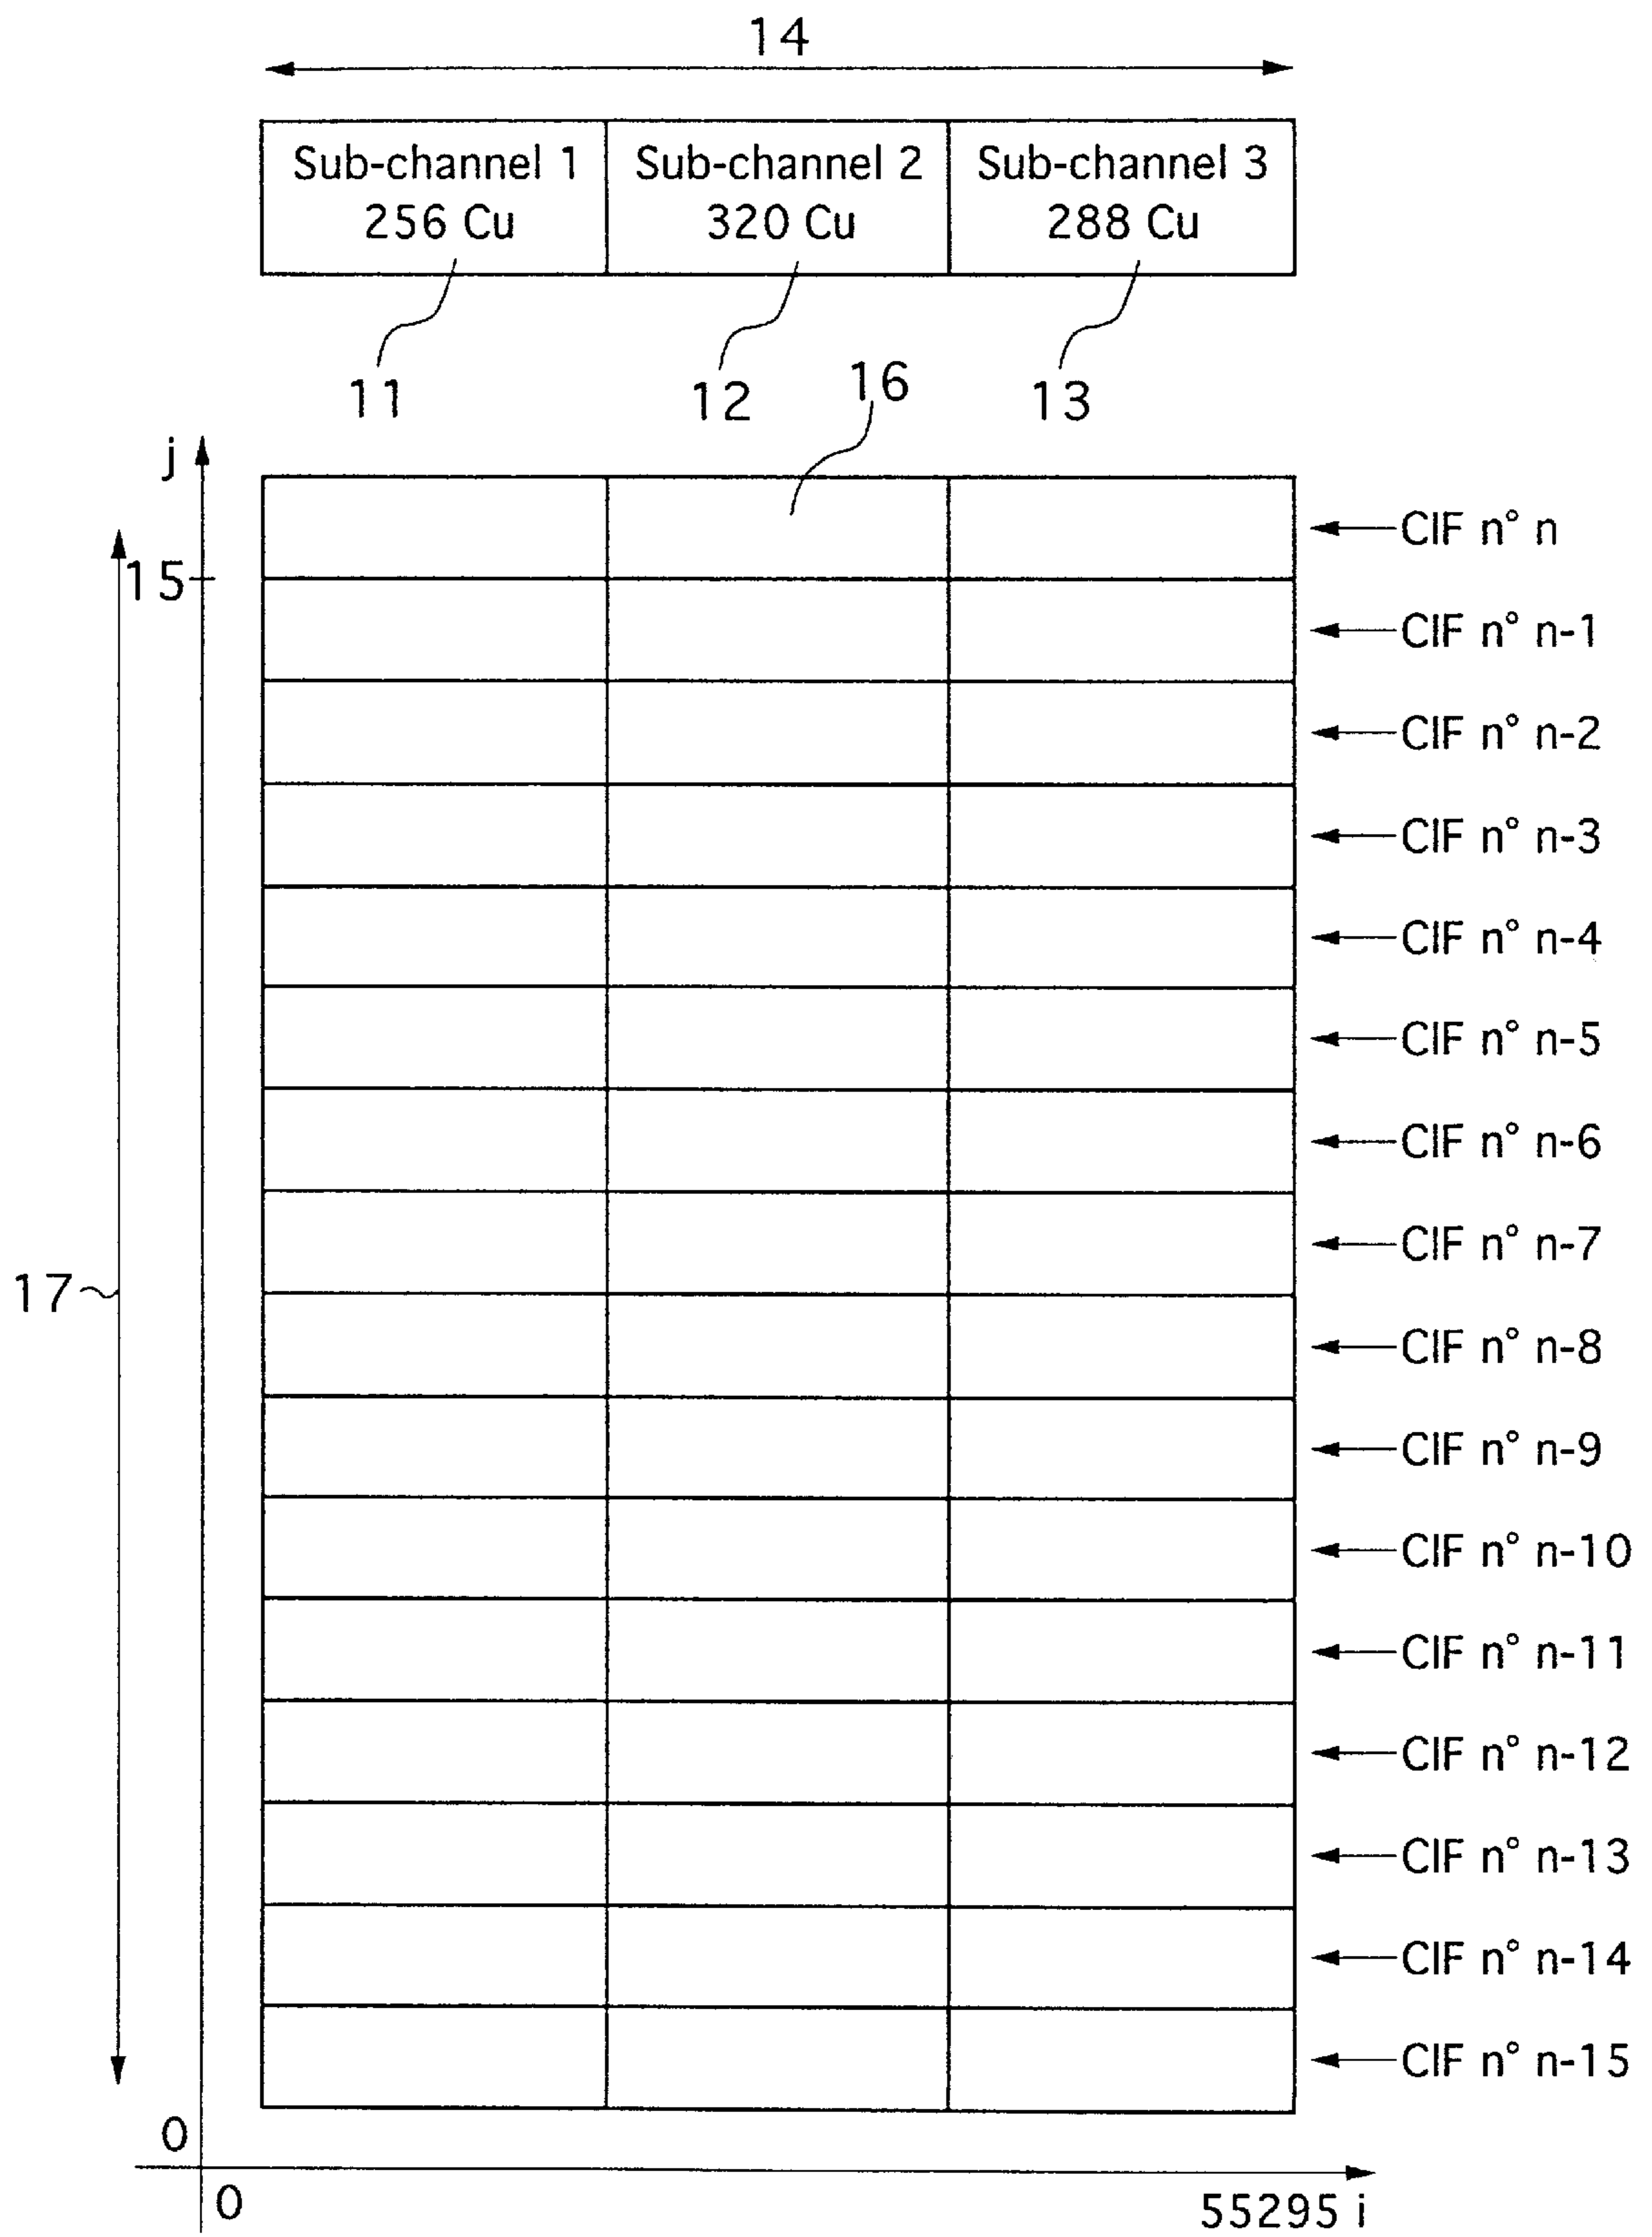 14
Sub-channel 1 Sub-channel 2 Sub-channel 3
256 Cu 320 Cu 288 Cu
11 12 13
16
j
15
17
CIF n° n
CIF n° n-1
CIF n° n-2
CIF n° n-3
CIF n° n-4
CIF n° n-5
CIF n° n-6
CIF n° n-7
CIF n° n-8
CIF n° n-9
CIF n° n-10
CIF n° n-11
CIF n° n-12
CIF n° n-13
CIF n° n-14
CIF n° n-15
0
0
55295 i